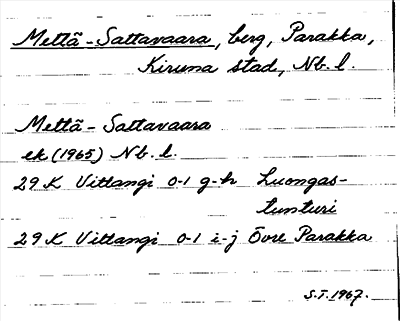 Mettä-Sattavaara, berg, Parakka,
Kiruna stad, Nb. l.
Mettä-Sattavaara
ek (1965) Nb. l.
29 K Vittangi 0-1 g-h Luongas-
tunturi
29 K Vittangi 0-1 i-j Övre Parakka
S.T. 1967.